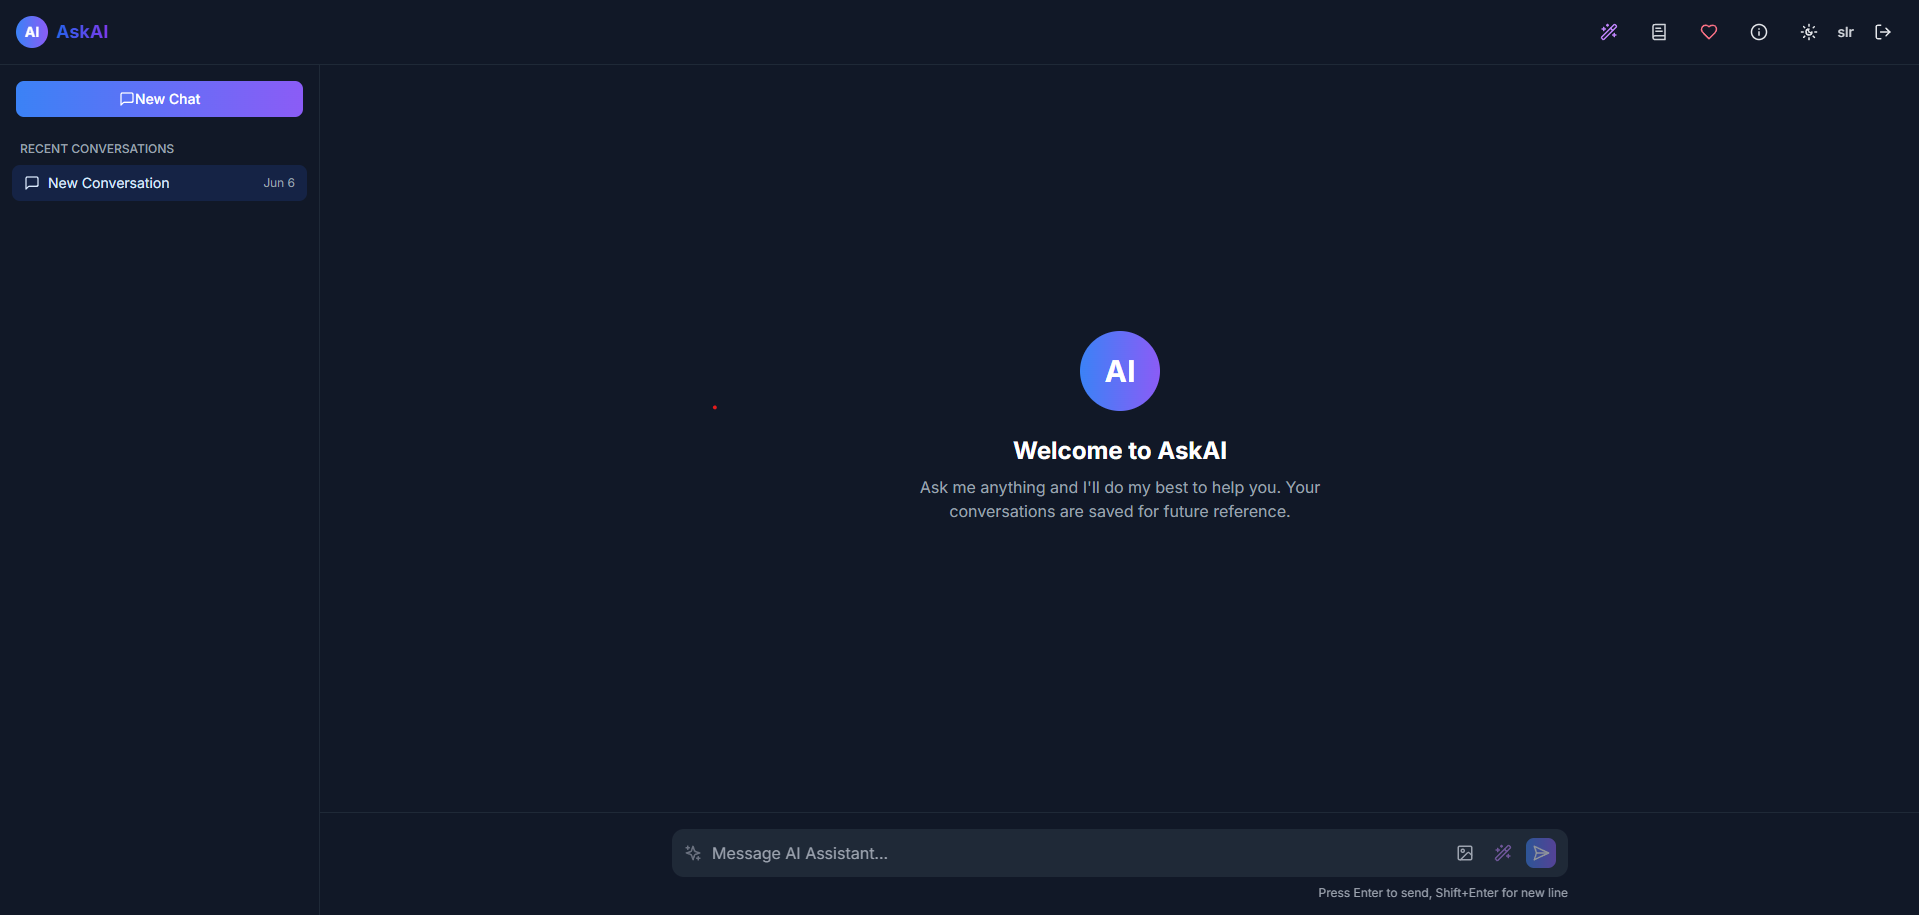 AI AskAI
slr
New Chat
RECENT CONVERSATIONS
New Conversation Jun 6
AI
Welcome to AskAI
Ask me anything and I'll do my best to help you. Your
conversations are saved for future reference.
Message AI Assistant...
Press Enter to send, Shift+Enter for new line